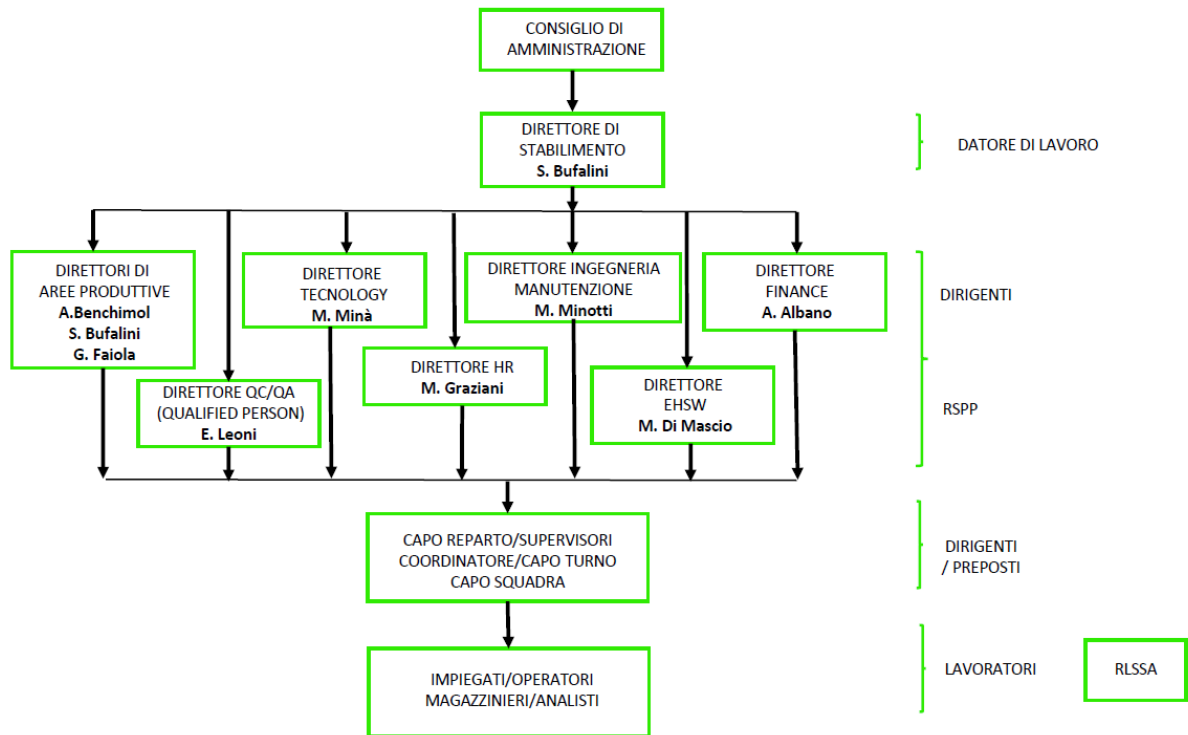 CONSIGLIO DI
AMMINISTRAZIONE
DIRETTORE DI
STABILIMENTO
S. Bufalini
DATORE DI LAVORO
DIRETTORI DI
AREE PRODUTTIVE
A.Benchimol
S. Bufalini
G. Faiola
DIRETTORE
TECNOLOGY
M. Minà
DIRETTORE INGEGNERIA
MANUTENZIONE
M. Minotti
DIRETTORE
FINANCE
A. Albano
DIRIGENTI
DIRETTORE QC/QA
(QUALIFIED PERSON)
E. Leoni
DIRETTORE HR
M. Graziani
DIRETTORE
EHSW
M. Di Mascio
RSPP
CAPO REPARTO/SUPERVISORI
COORDINATORE/CAPO TURNO
CAPO SQUADRA
DIRIGENTI
/ PREPOSTI
IMPIEGATI/OPERATORI
MAGAZZINIERI/ANALISTI
LAVORATORI
RLSSA